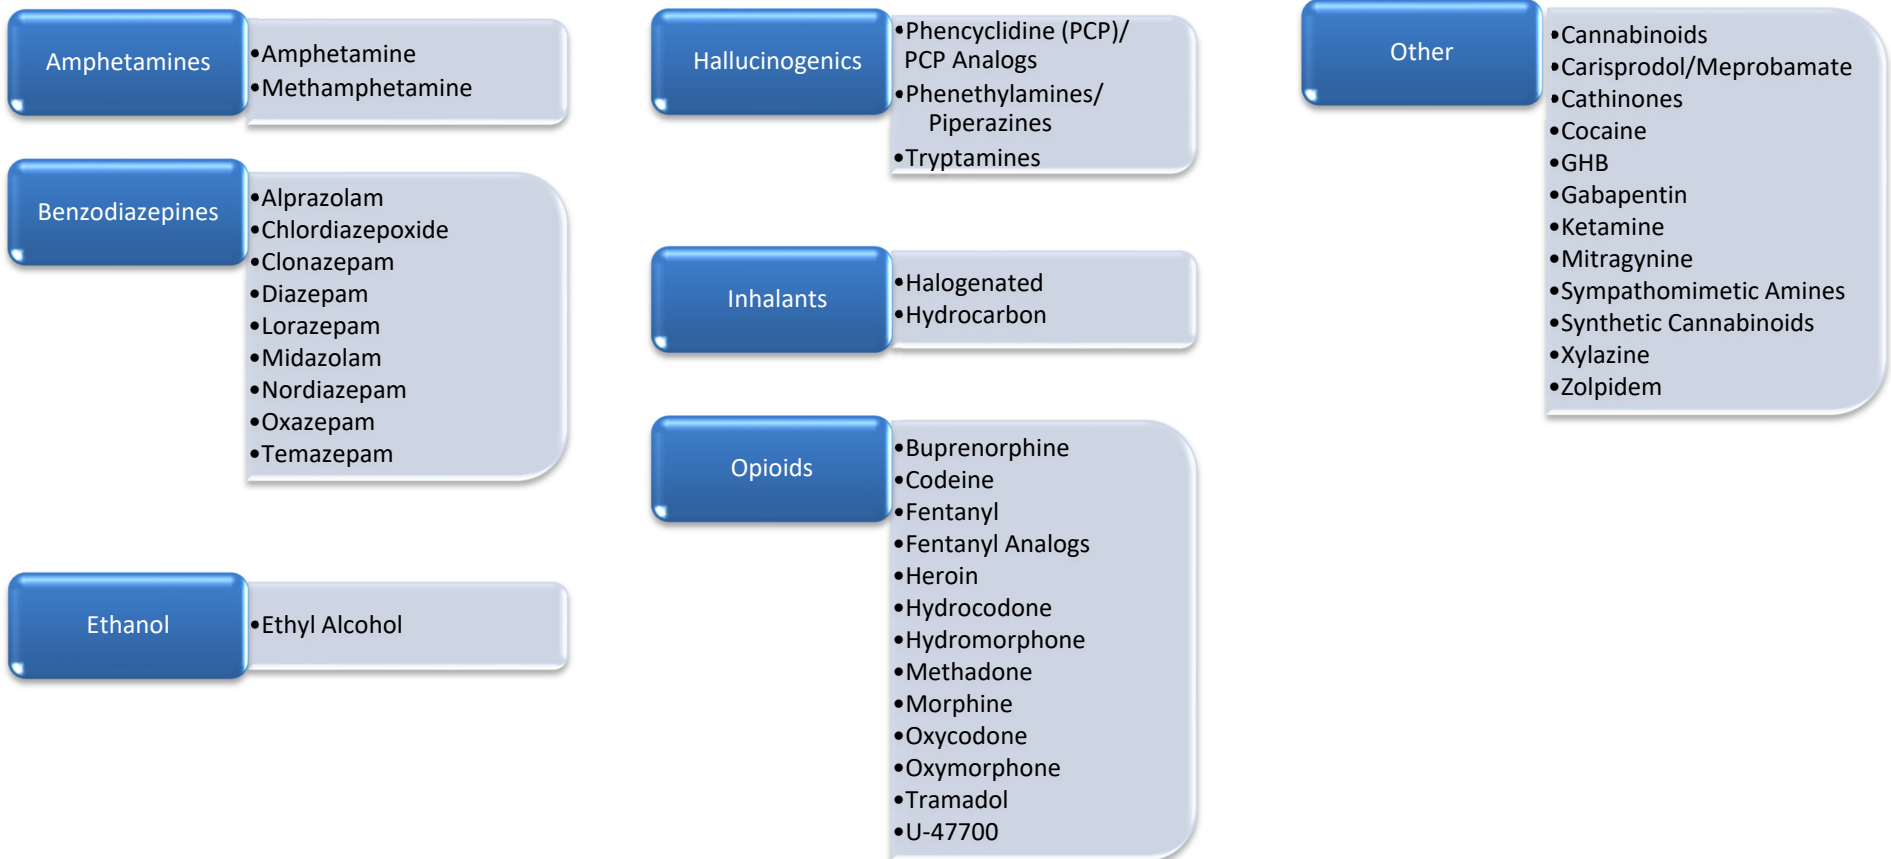 Amphetamines
•Amphetamine
•Methamphetamine
Benzodiazepines
•Alprazolam
•Chlordiazepoxide
•Clonazepam
•Diazepam
•Lorazepam
•Midazolam
•Nordiazepam
•Oxazepam
•Temazepam
Ethanol
•Ethyl Alcohol
Hallucinogenics
•Phencyclidine (PCP)/
PCP Analogs
•Phenethylamines/
Piperazines
•Tryptamines
Inhalants
•Halogenated
•Hydrocarbon
Opioids
•Buprenorphine
•Codeine
•Fentanyl
•Fentanyl Analogs
•Heroin
•Hydrocodone
•Hydromorphone
•Methadone
•Morphine
•Oxycodone
•Oxymorphone
•Tramadol
•U-47700
Other
•Cannabinoids
•Carisprodol/Meprobamate
•Cathinones
•Cocaine
•GHB
•Gabapentin
•Ketamine
•Mitragynine
•Sympathomimetic Amines
•Synthetic Cannabinoids
•Xylazine
•Zolpidem